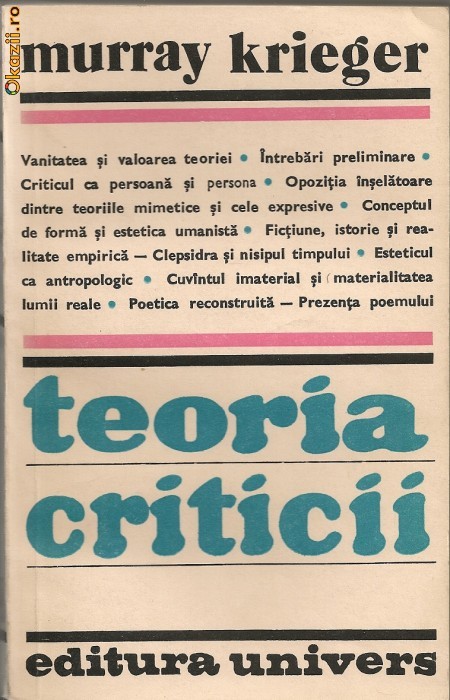 Okazii.ro
murray krieger
Vanitatea și valoarea teoriei • Întrebări preliminare •
Criticul ca persoană și persona • Opoziția înșelătoare
dintre teoriile mimetice și cele expresive • Conceptul
de formă și estetica umanistă • Ficțiune, istorie și rea-
litate empirică — Clepsidra și nisipul timpului • Esteticul
ca antropologic • Cuvîntul imaterial și materialitatea
lumii reale • Poetica reconstruită — Prezența poemului
teoria
criticii
editura univers